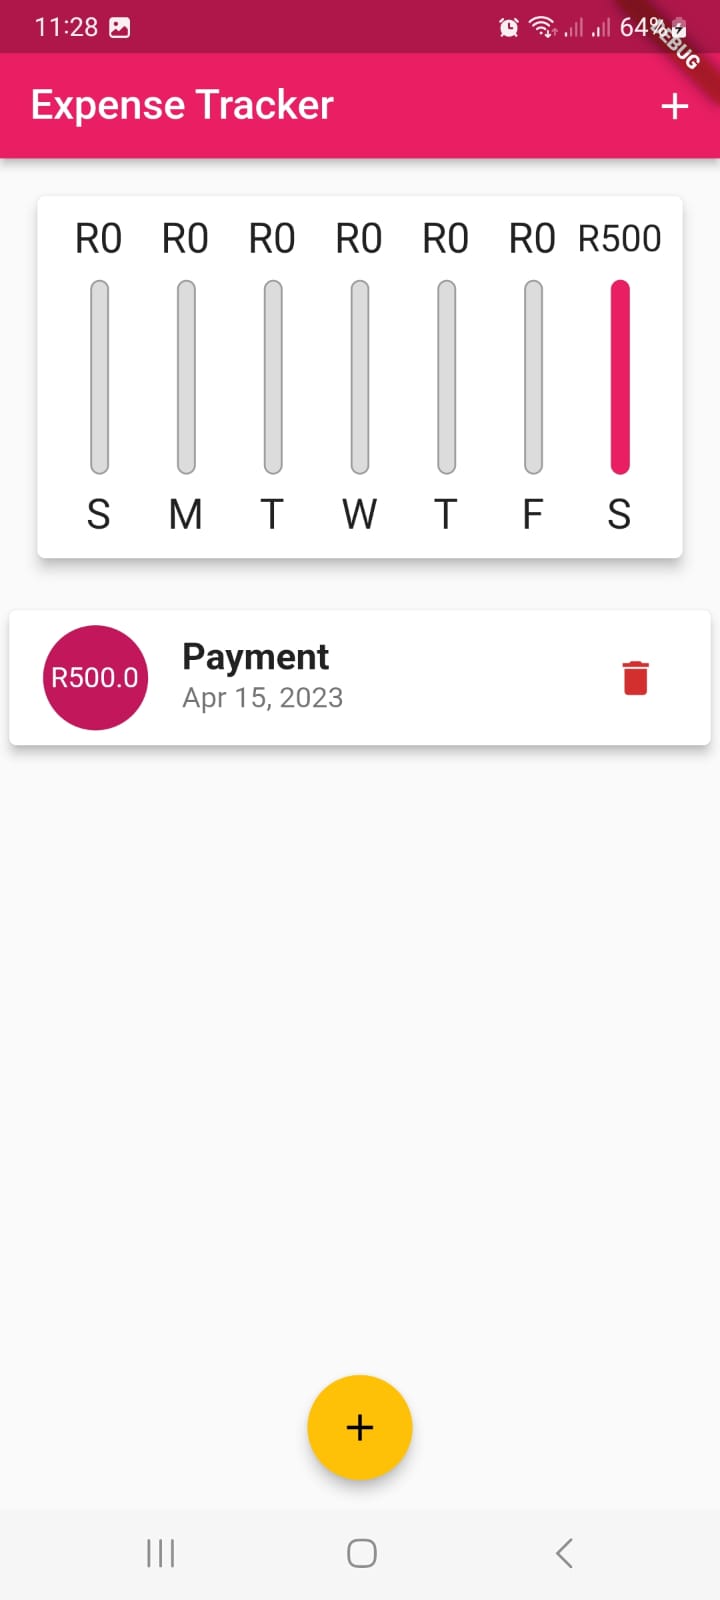 11:28 64%
DEBUG
Expense Tracker +
R0 R0 R0 R0 R0 R0 R500
S M T W T F S
R500.0 Payment
Apr 15, 2023
+